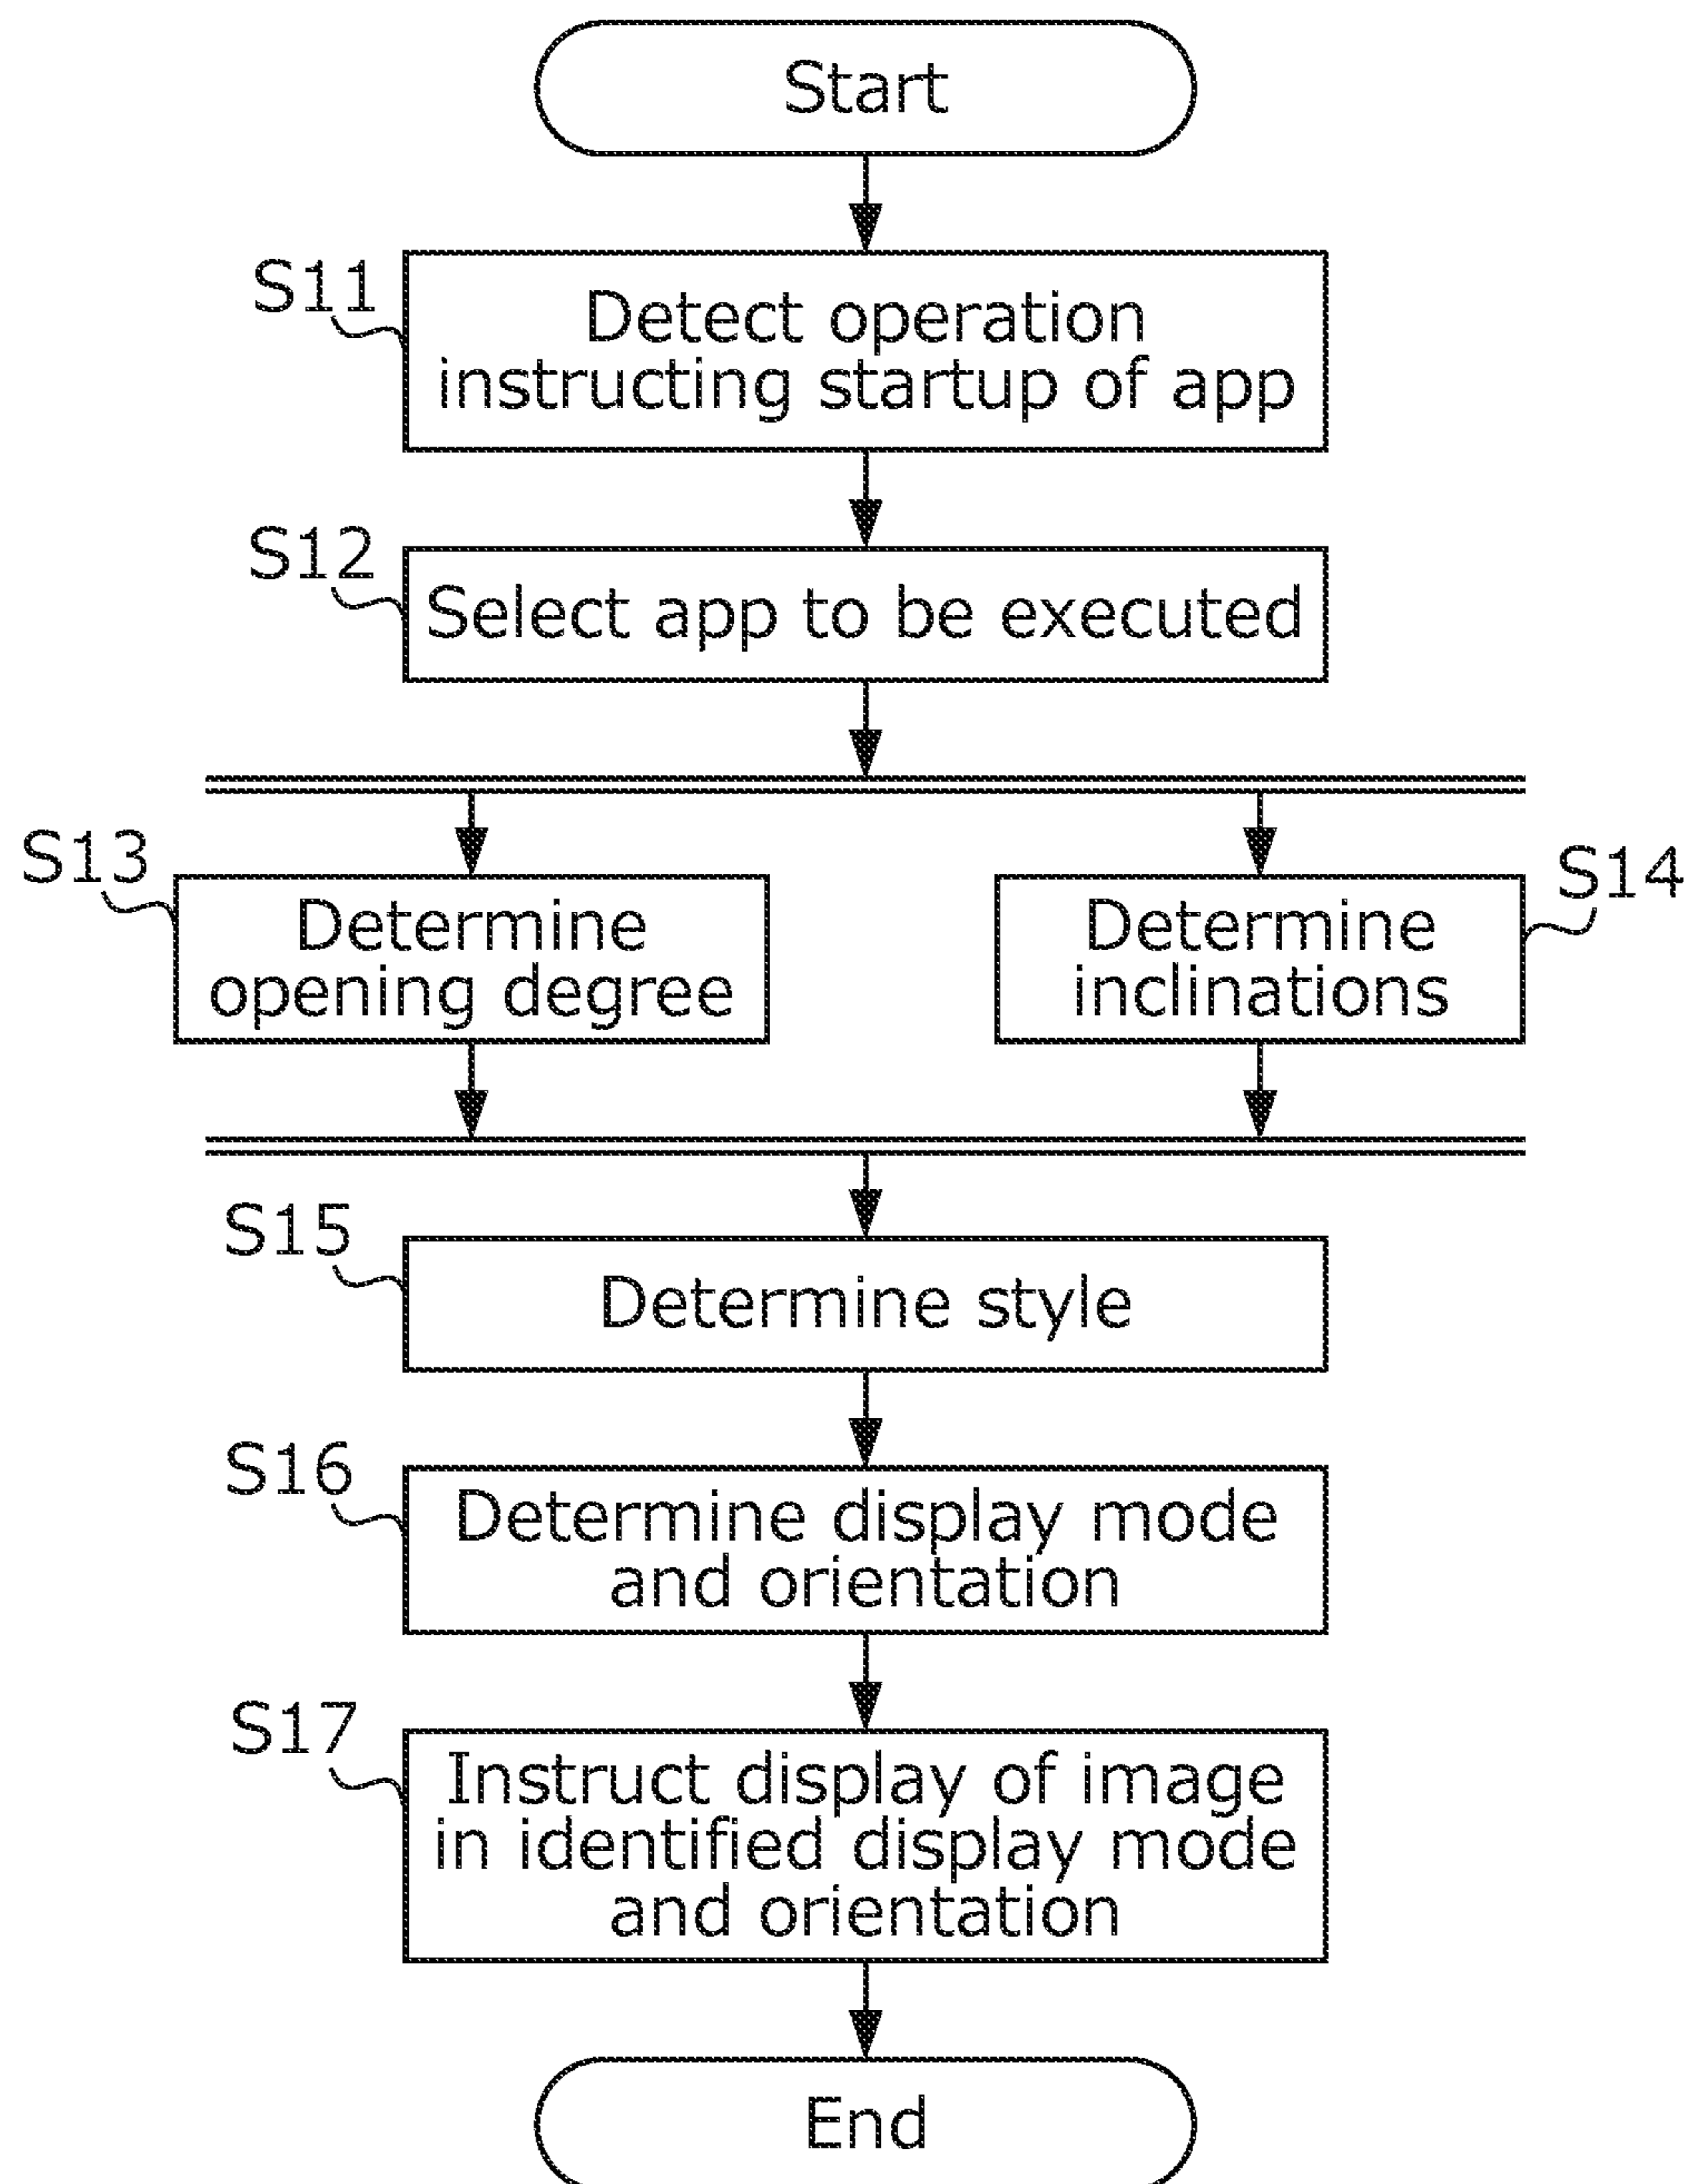 Start
S11
Detect operation
instructing startup of app
S12
Select app to be executed
S13
Determine
opening degree
S14
Determine
inclinations
S15
Determine style
S16
Determine display mode
and orientation
S17
Instruct display of image
in identified display mode
and orientation
End